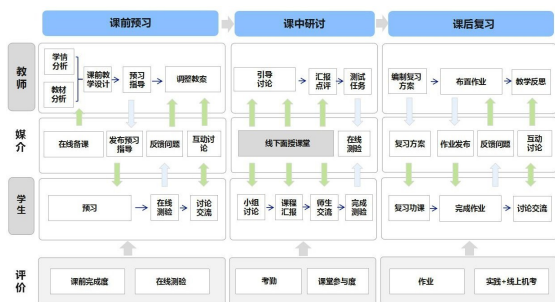 课前预习
课中研讨
课后复习
教师
学情分析
教材分析
课前教学设计
预习指导
调整教案
引导讨论
汇报点评
测试任务
编制复习方案
布置作业
教学反思
媒介
在线备课
发布预习指导
反馈问题
互动讨论
线下面授课堂
在线测验
复习方案
作业发布
反馈问题
互动讨论
学生
预习
在线测验
讨论交流
小组讨论
课程汇报
师生交流
完成测验
复习功课
完成作业
讨论交流
评价
课前完成度
在线测验
考勤
课堂参与度
作业
实践+线上机考